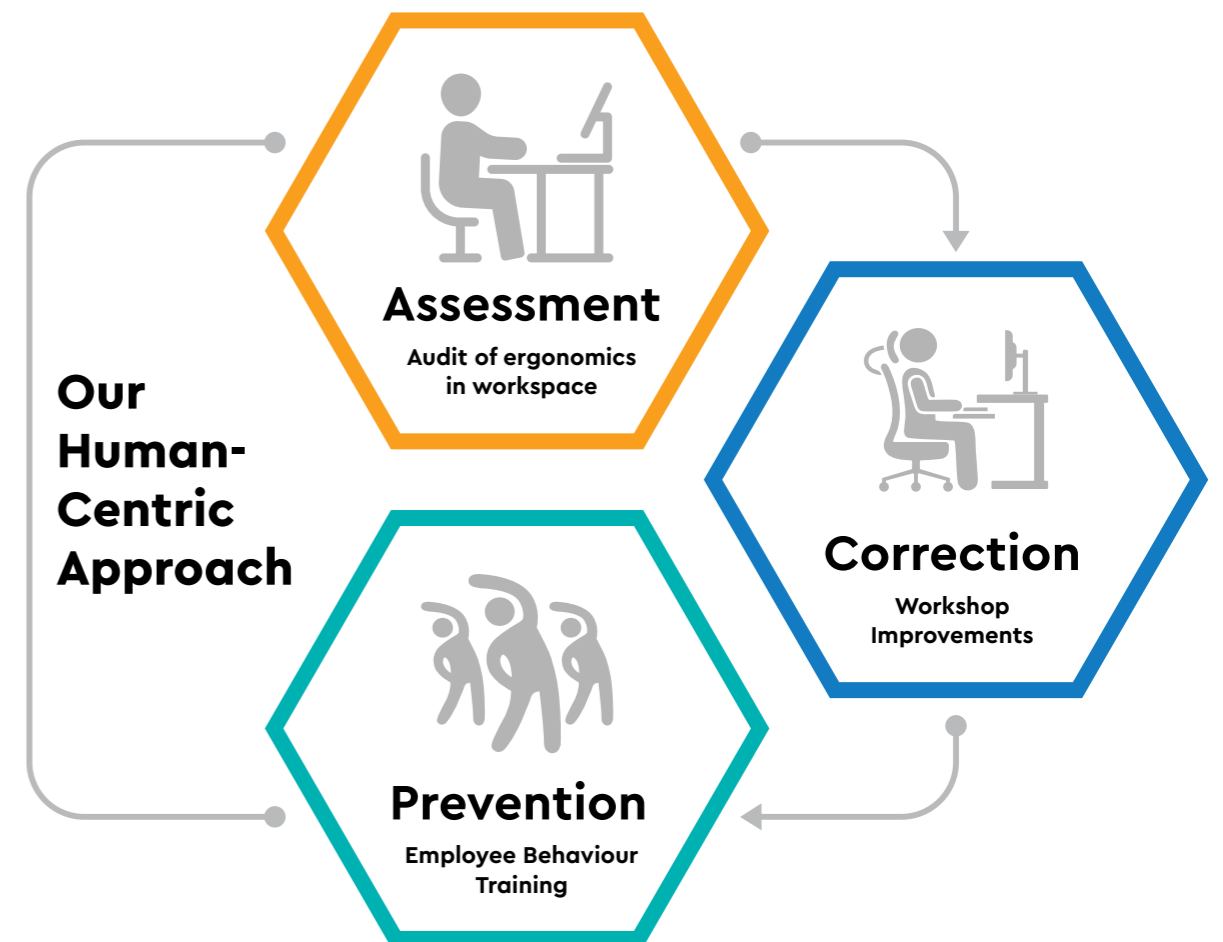 Our
Human-
Centric
Approach
Assessment
Audit of ergonomics
in workspace
Correction
Workshop
Improvements
Prevention
Employee Behaviour
Training